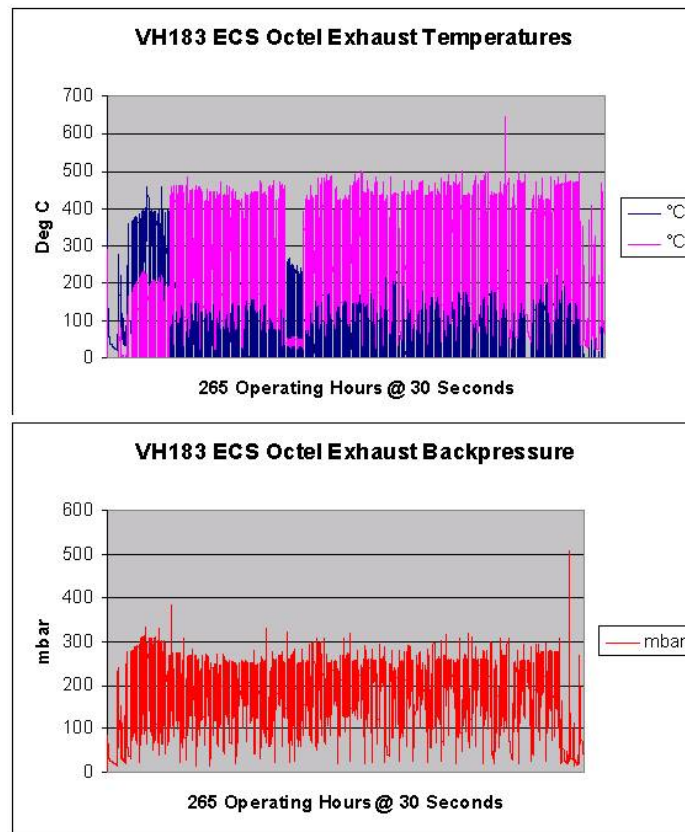 VH183 ECS Octel Exhaust Temperatures
700
600
500
400
300
200
100
0
Deg C
°C
°C
265 Operating Hours @ 30 Seconds
VH183 ECS Octel Exhaust Backpressure
600
500
400
300
200
100
0
mbar
mbar
265 Operating Hours @ 30 Seconds